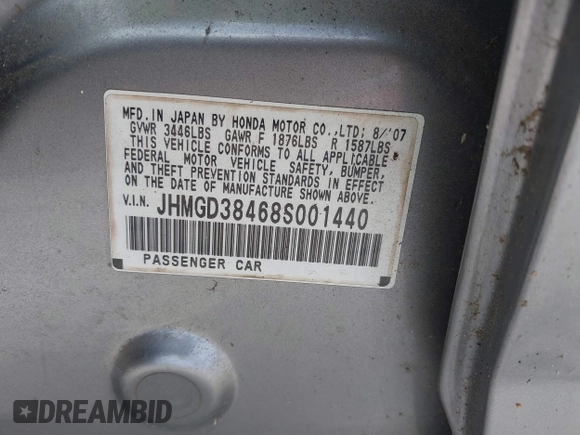 MFD. IN JAPAN BY HONDA MOTOR CO., LTD; 8/'07
GVWR 3446LBS GAWR F 1876LBS R 1587LBS
THIS VEHICLE CONFORMS TO ALL APPLICABLE
FEDERAL MOTOR VEHICLE SAFETY, BUMPER,
AND THEFT PREVENTION STANDARDS IN EFFECT
ON THE DATE OF MANUFACTURE SHOWN ABOVE.
V.I.N. JHMGD38468S001440
PASSENGER CAR
DREAMBID